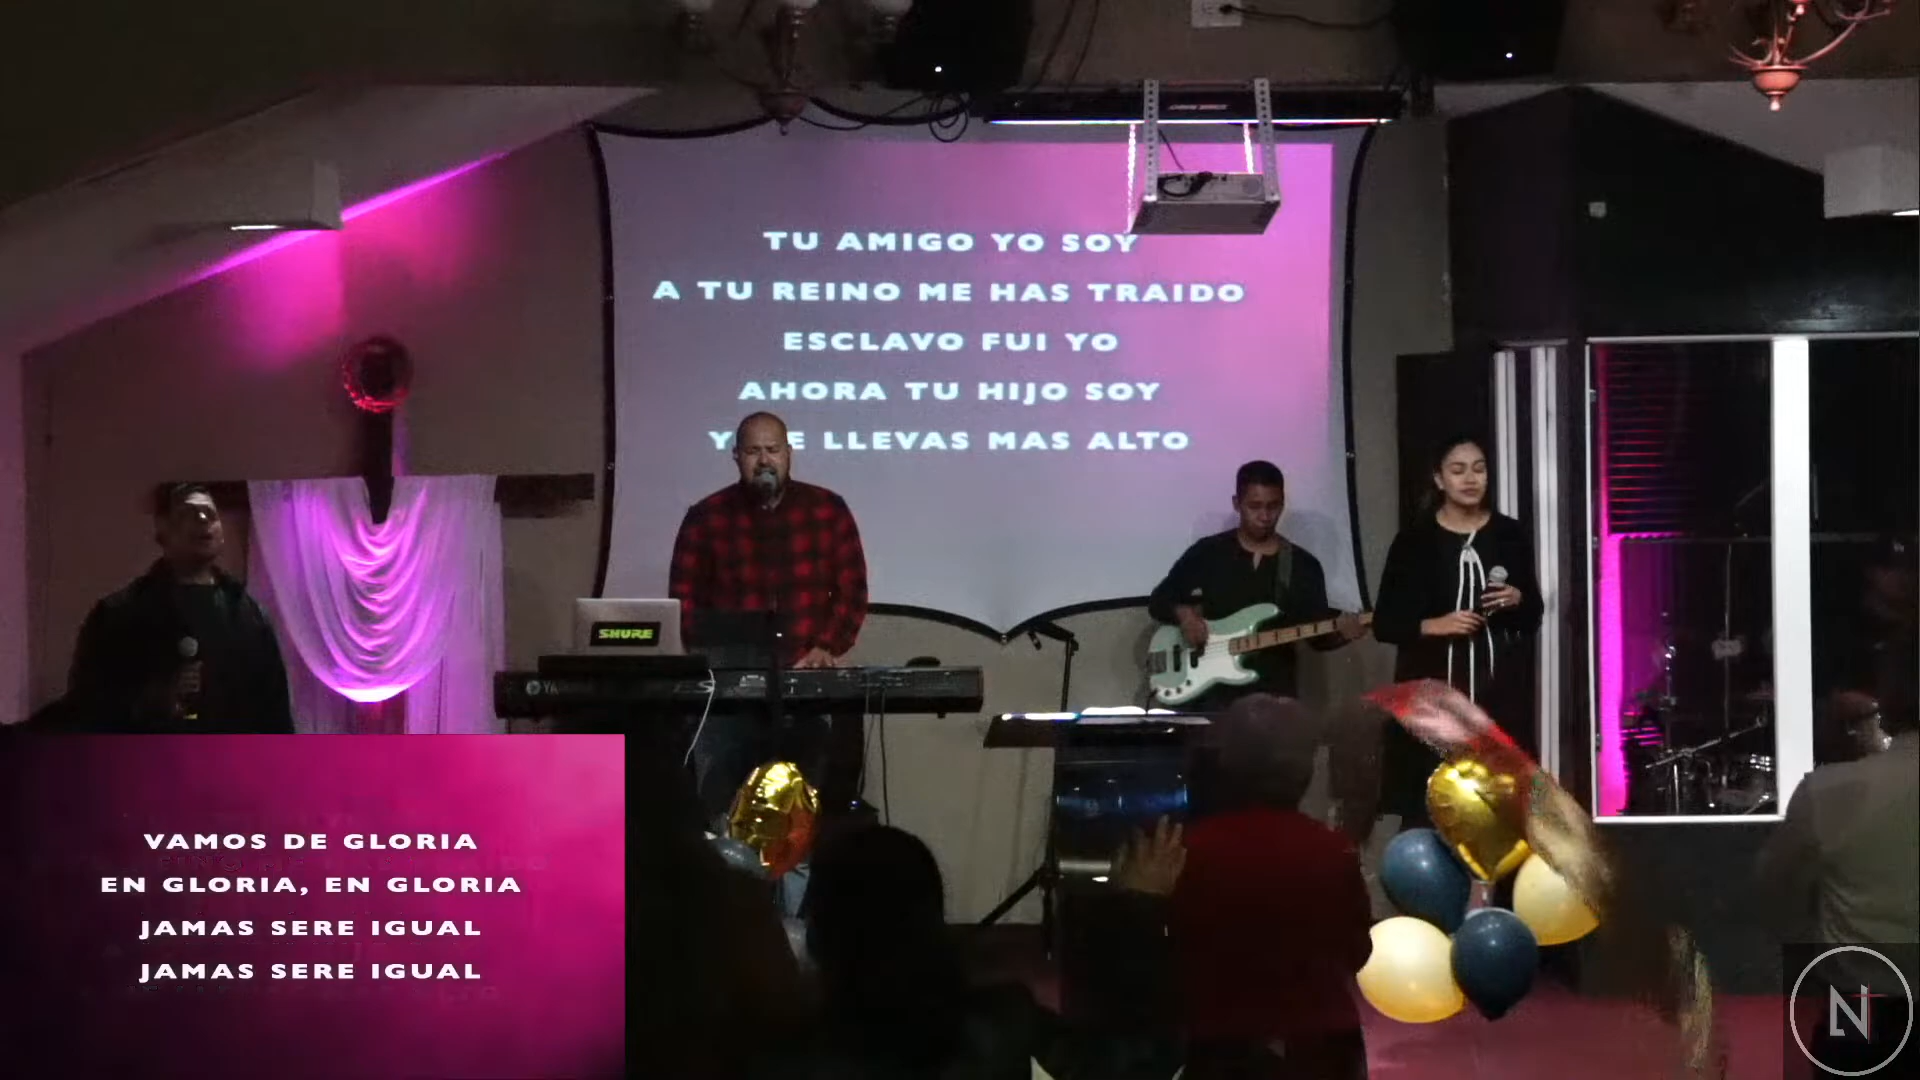 TU AMIGO YO SOY
A TU REINO ME HAS TRAIDO
ESCLAVO FUI YO
AHORA TU HIJO SOY
Y E LLEVAS MAS ALTO
SHURE
VAMOS DE GLORIA
EN GLORIA, EN GLORIA
JAMAS SERE IGUAL
JAMAS SERE IGUAL
N